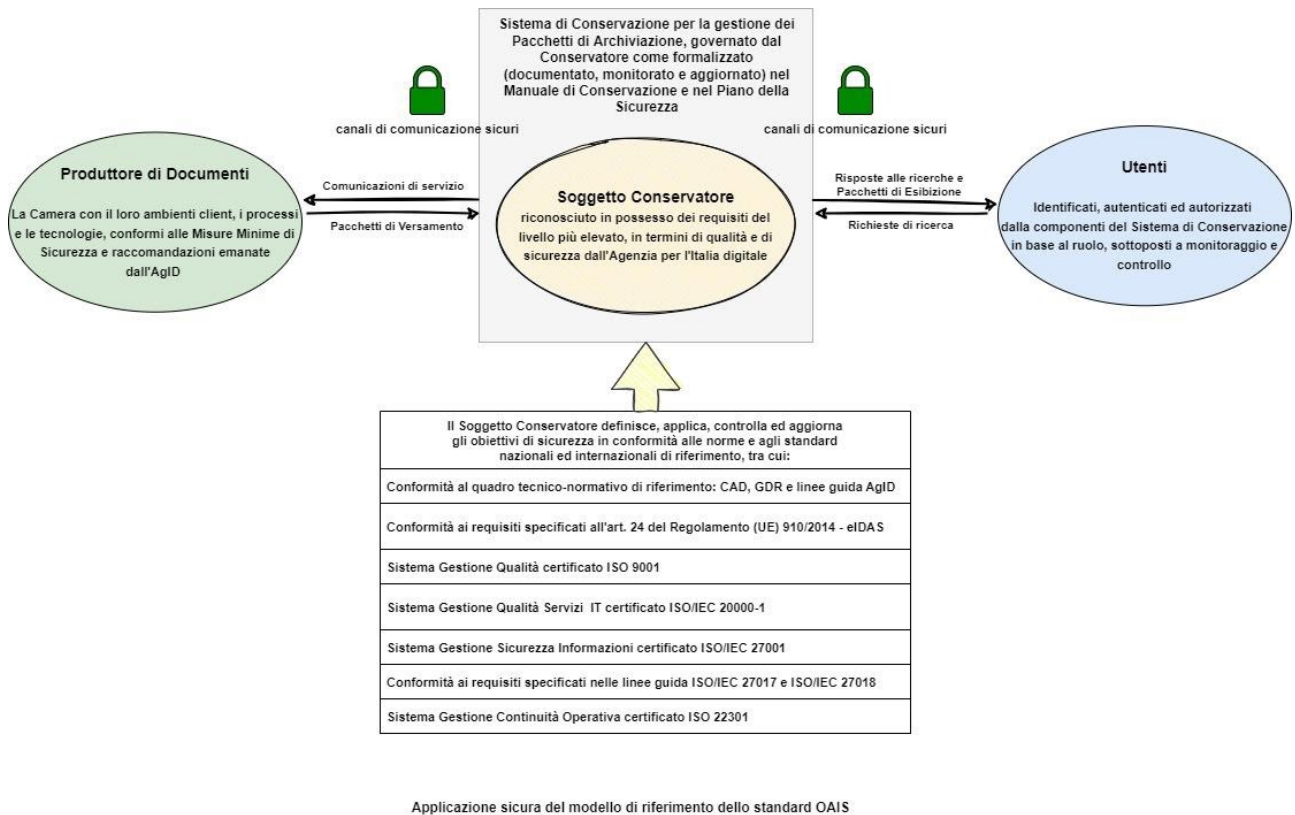 Sistema di Conservazione per la gestione dei
Pacchetti di Archiviazione, governato dal
Conservatore come formalizzato
(documentato, monitorato e aggiornato) nel
Manuale di Conservazione e nel Piano della
Sicurezza
canali di comunicazione sicuri
canali di comunicazione sicuri
Produttore di Documenti
La Camera con il loro ambienti client, i processi
e le tecnologie, conformi alle Misure Minime di
Sicurezza e raccomandazioni emanate
dall'AgID
Comunicazioni di servizio
Pacchetti di Versamento
Soggetto Conservatore
riconosciuto in possesso dei requisiti del
livello più elevato, in termini di qualità e di
sicurezza dall'Agenzia per l'Italia digitale
Risposte alle ricerche e
Pacchetti di Esibizione
Richieste di ricerca
Utenti
Identificati, autenticati ed autorizzati
dalla componenti del Sistema di Conservazione
in base al ruolo, sottoposti a monitoraggio e
controllo
Il Soggetto Conservatore definisce, applica, controlla ed aggiorna
gli obiettivi di sicurezza in conformità alle norme e agli standard
nazionali ed internazionali di riferimento, tra cui:
Conformità al quadro tecnico-normativo di riferimento: CAD, GDR e linee guida AgID
Conformità ai requisiti specificati all'art. 24 del Regolamento (UE) 910/2014 - eIDAS
Sistema Gestione Qualità certificato ISO 9001
Sistema Gestione Qualità Servizi IT certificato ISO/IEC 20000-1
Sistema Gestione Sicurezza Informazioni certificato ISO/IEC 27001
Conformità ai requisiti specificati nelle linee guida ISO/IEC 27017 e ISO/IEC 27018
Sistema Gestione Continuità Operativa certificato ISO 22301
Applicazione sicura del modello di riferimento dello standard OAIS